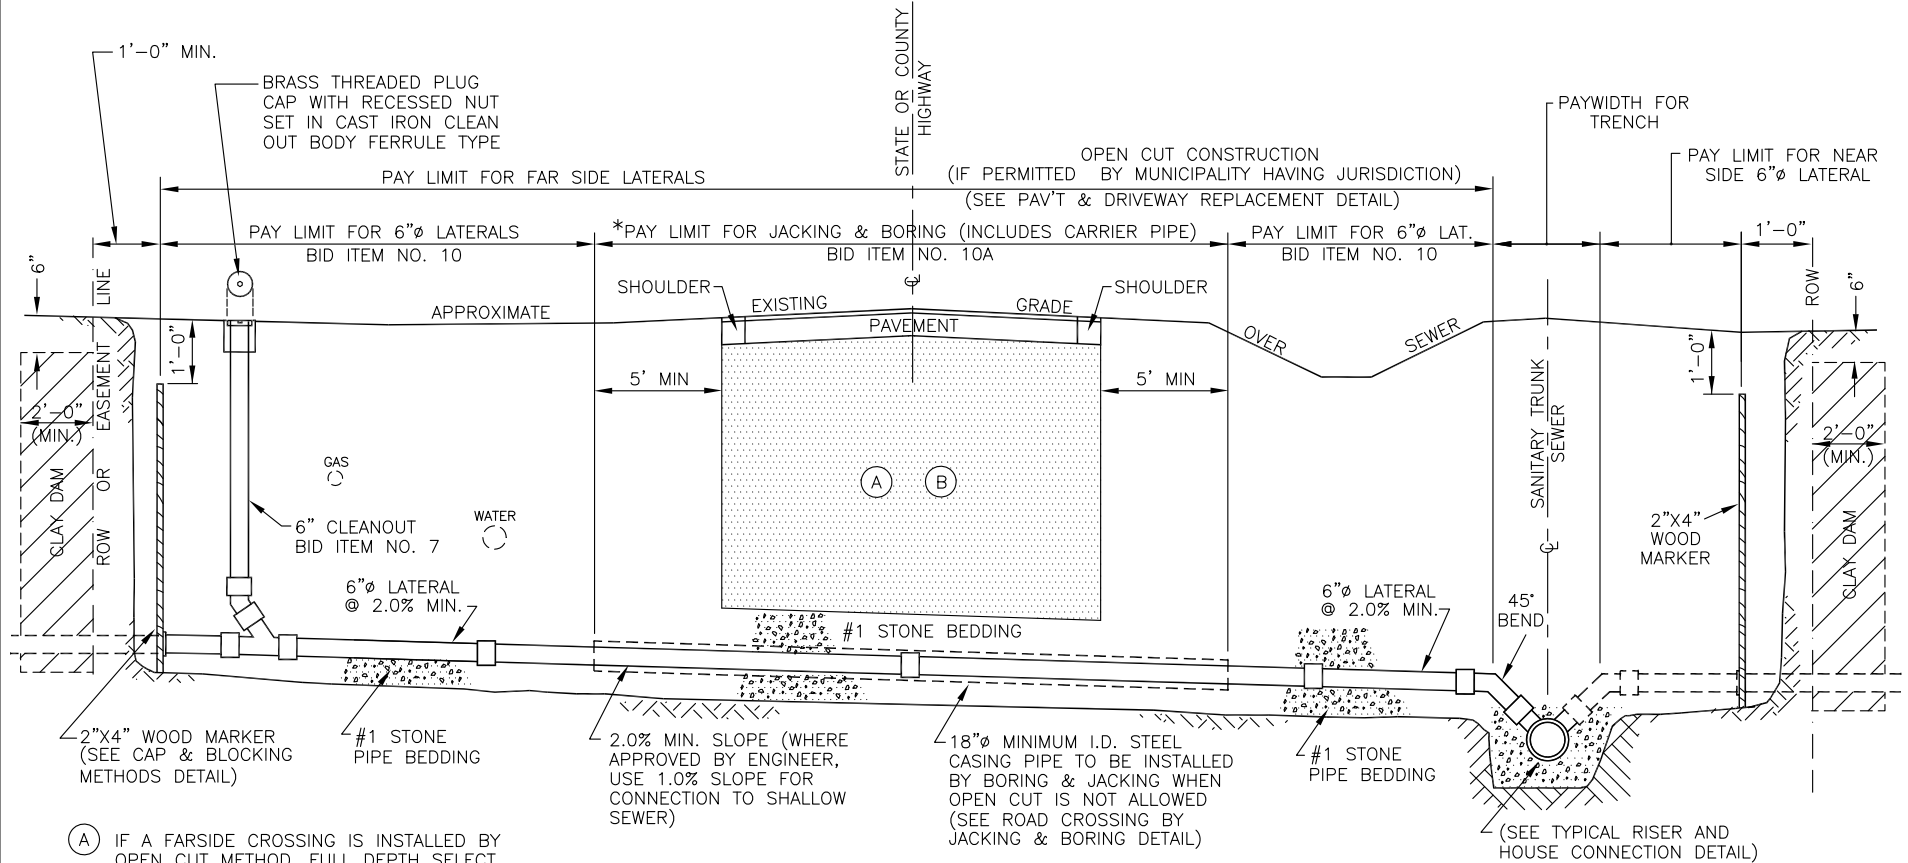 1'-0" MIN.
BRASS THREADED PLUG
CAP WITH RECESSED NUT
SET IN CAST IRON CLEAN
OUT BODY FERRULE TYPE
STATE OR COUNTY
HIGHWAY
PAYWIDTH FOR
TRENCH
OPEN CUT CONSTRUCTION
(IF PERMITTED BY MUNICIPALITY HAVING JURISDICTION)
(SEE PAV'T & DRIVEWAY REPLACEMENT DETAIL)
PAY LIMIT FOR NEAR
SIDE 6"ø LATERAL
PAY LIMIT FOR FAR SIDE LATERALS
PAY LIMIT FOR 6"ø LATERALS
BID ITEM NO. 10
*PAY LIMIT FOR JACKING & BORING (INCLUDES CARRIER PIPE)
BID ITEM NO. 10A
PAY LIMIT FOR 6"ø LAT.
BID ITEM NO. 10
1'-0"
6"
ROW OR EASEMENT LINE
SHOULDER
EXISTING
GRADE
SHOULDER
℄
ROW
6"
APPROXIMATE
PAVEMENT
OVER
SEWER
1'-0"
1'-0"
5' MIN
5' MIN
2'-0"
(MIN.)
CLAY DAM
SANITARY TRUNK
SEWER
℄
2'-0"
(MIN.)
CLAY DAM
GAS
WATER
A
B
6" CLEANOUT
BID ITEM NO. 7
2"X4"
WOOD
MARKER
6"ø LATERAL
@ 2.0% MIN.
6"ø LATERAL
@ 2.0% MIN.
45°
BEND
#1 STONE BEDDING
2"X4" WOOD MARKER
(SEE CAP & BLOCKING
METHODS DETAIL)
#1 STONE
PIPE BEDDING
2.0% MIN. SLOPE (WHERE
APPROVED BY ENGINEER,
USE 1.0% SLOPE FOR
CONNECTION TO SHALLOW
SEWER)
18"ø MINIMUM I.D. STEEL
CASING PIPE TO BE INSTALLED
BY BORING & JACKING WHEN
OPEN CUT IS NOT ALLOWED
(SEE ROAD CROSSING BY
JACKING & BORING DETAIL)
#1 STONE
PIPE BEDDING
(SEE TYPICAL RISER AND
HOUSE CONNECTION DETAIL)
A IF A FARSIDE CROSSING IS INSTALLED BY
OPEN CUT METHOD, FULL DEPTH SELECT